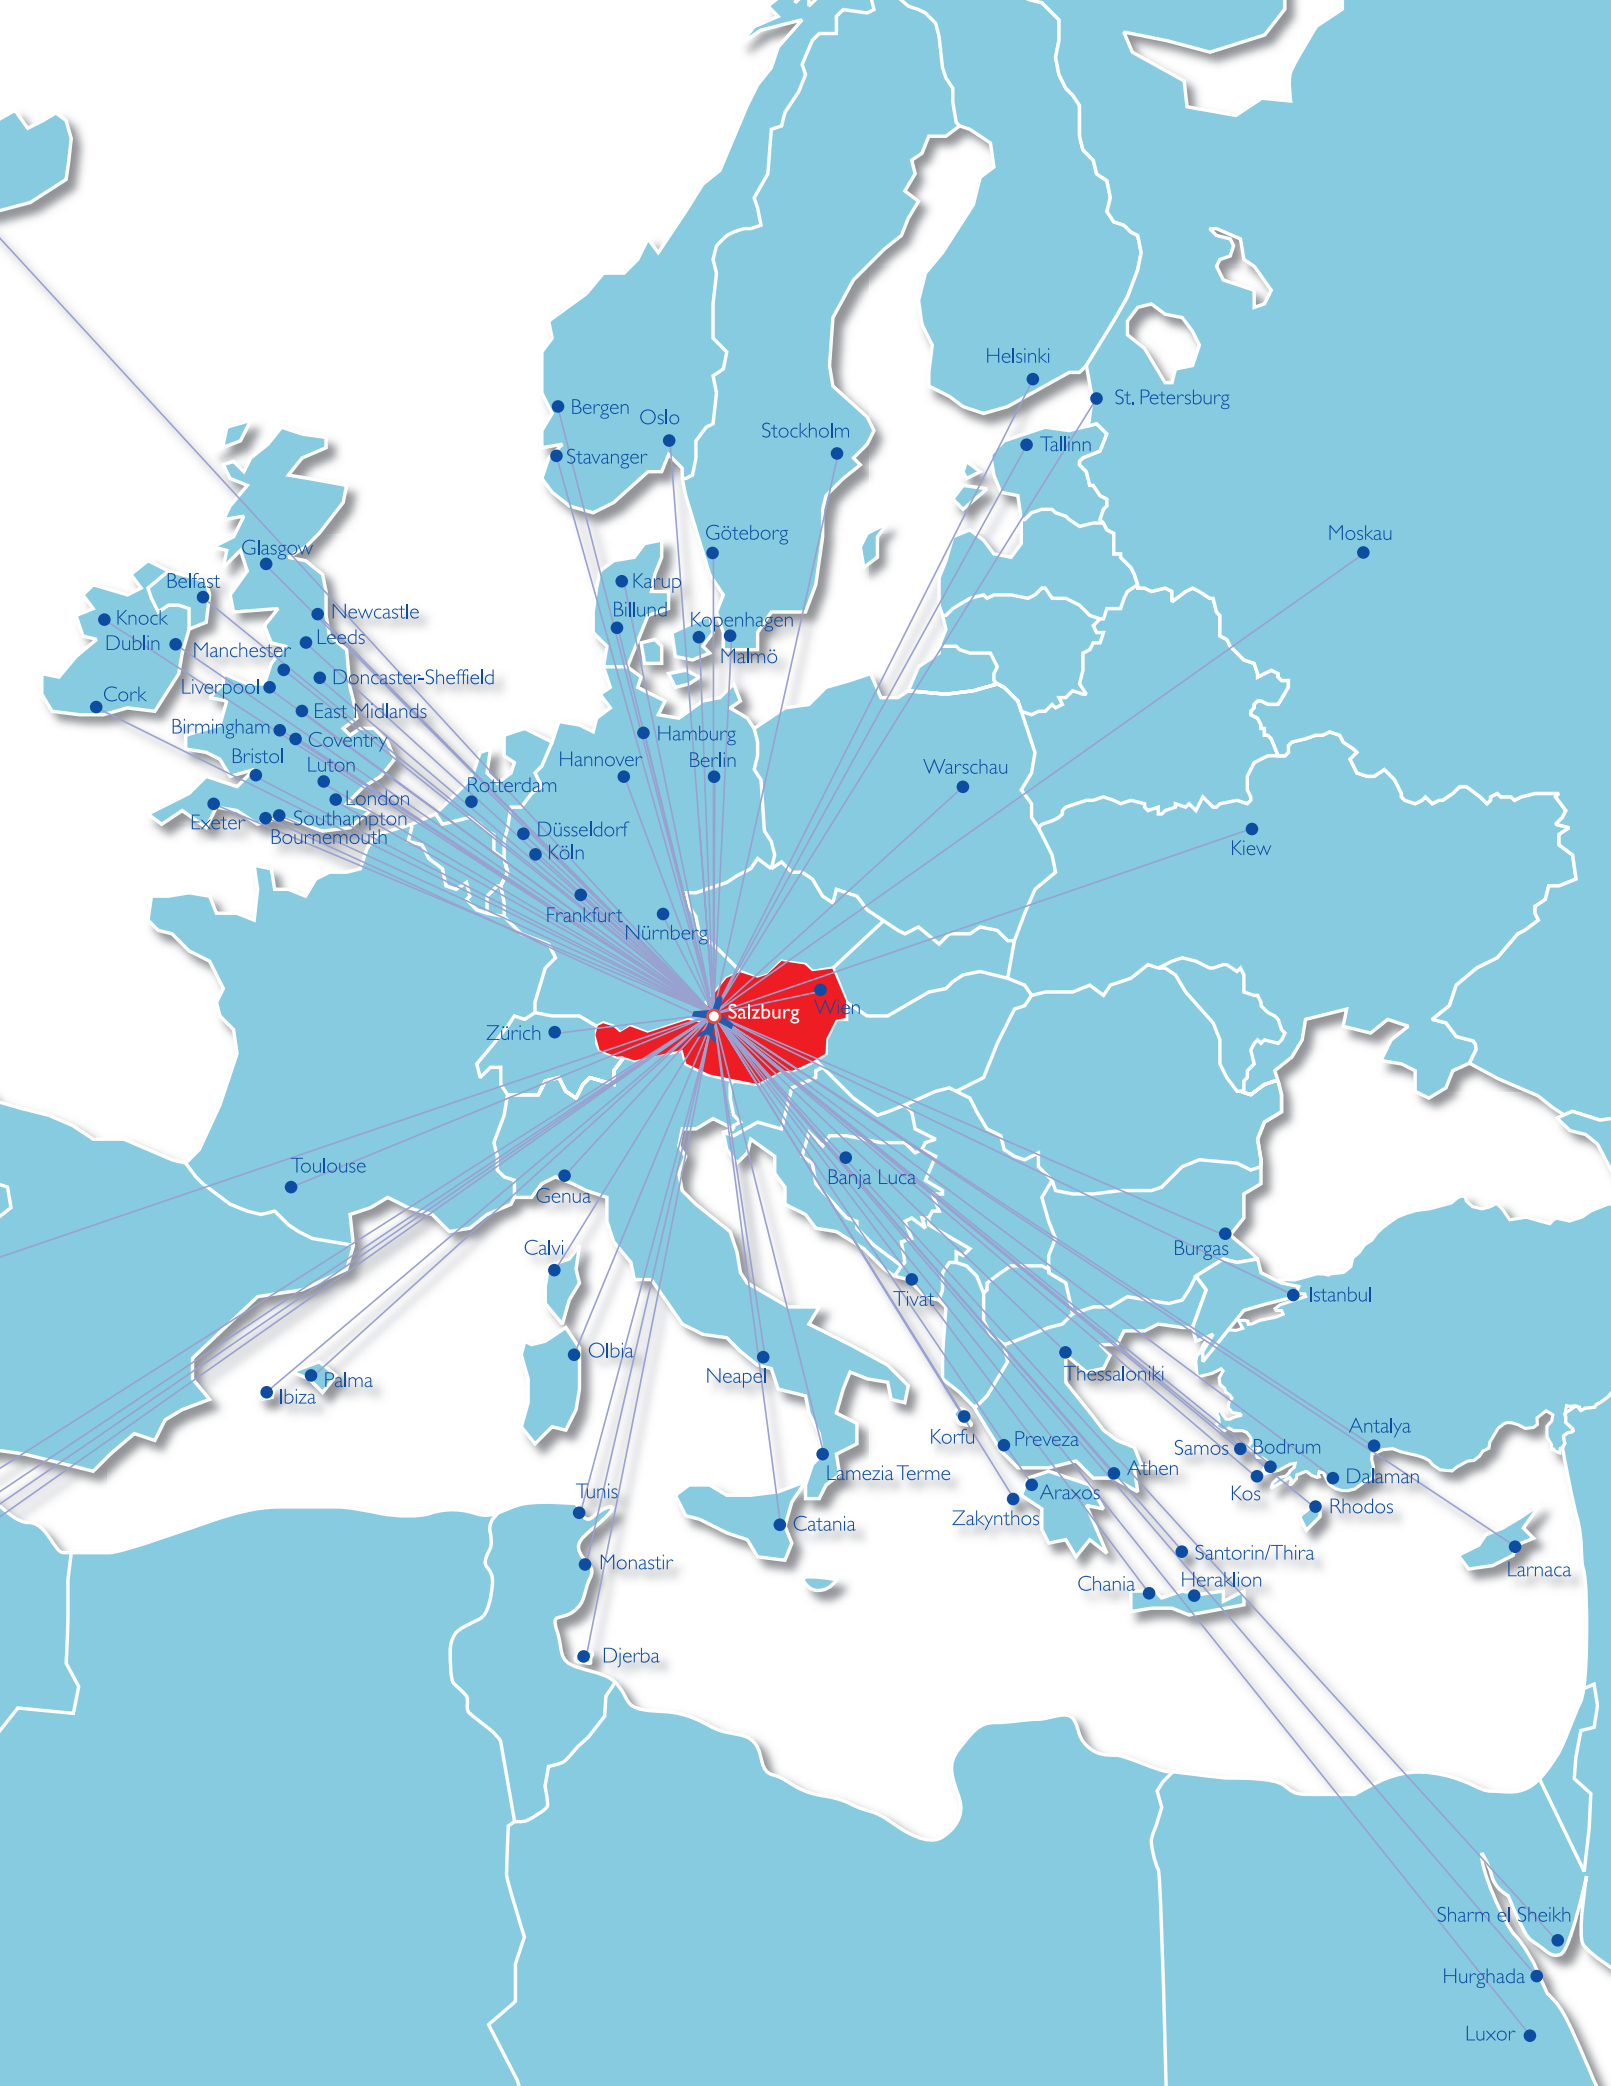 Helsinki
St. Petersburg
Bergen
Oslo
Stockholm
Tallinn
Stavanger
Göteborg
Moskau
Glasgow
Belfast
Karup
Knock
Newcastle
Billund
Kopenhagen
Dublin
Leeds
Manchester
Malmö
Doncaster-Sheffield
Liverpool
Cork
East Midlands
Birmingham
Hamburg
Coventry
Bristol
Hannover
Berlin
Luton
Warschau
Rotterdam
London
Exeter
Southampton
Düsseldorf
Bournemouth
Kiew
Köln
Frankfurt
Nürnberg
Wien
Salzburg
Zürich
Toulouse
Banja Luca
Genua
Calvi
Burgas
Tivat
Istanbul
Olbia
Neapel
Thessaloniki
Palma
Ibiza
Antalya
Korfu
Preveza
Samos
Bodrum
Lamezia Terme
Athen
Dalaman
Tunis
Araxos
Kos
Rhodos
Zakynthos
Catania
Santorin/Thira
Monastir
Larnaca
Chania
Heraklion
Djerba
Sharm el Sheikh
Hurghada
Luxor